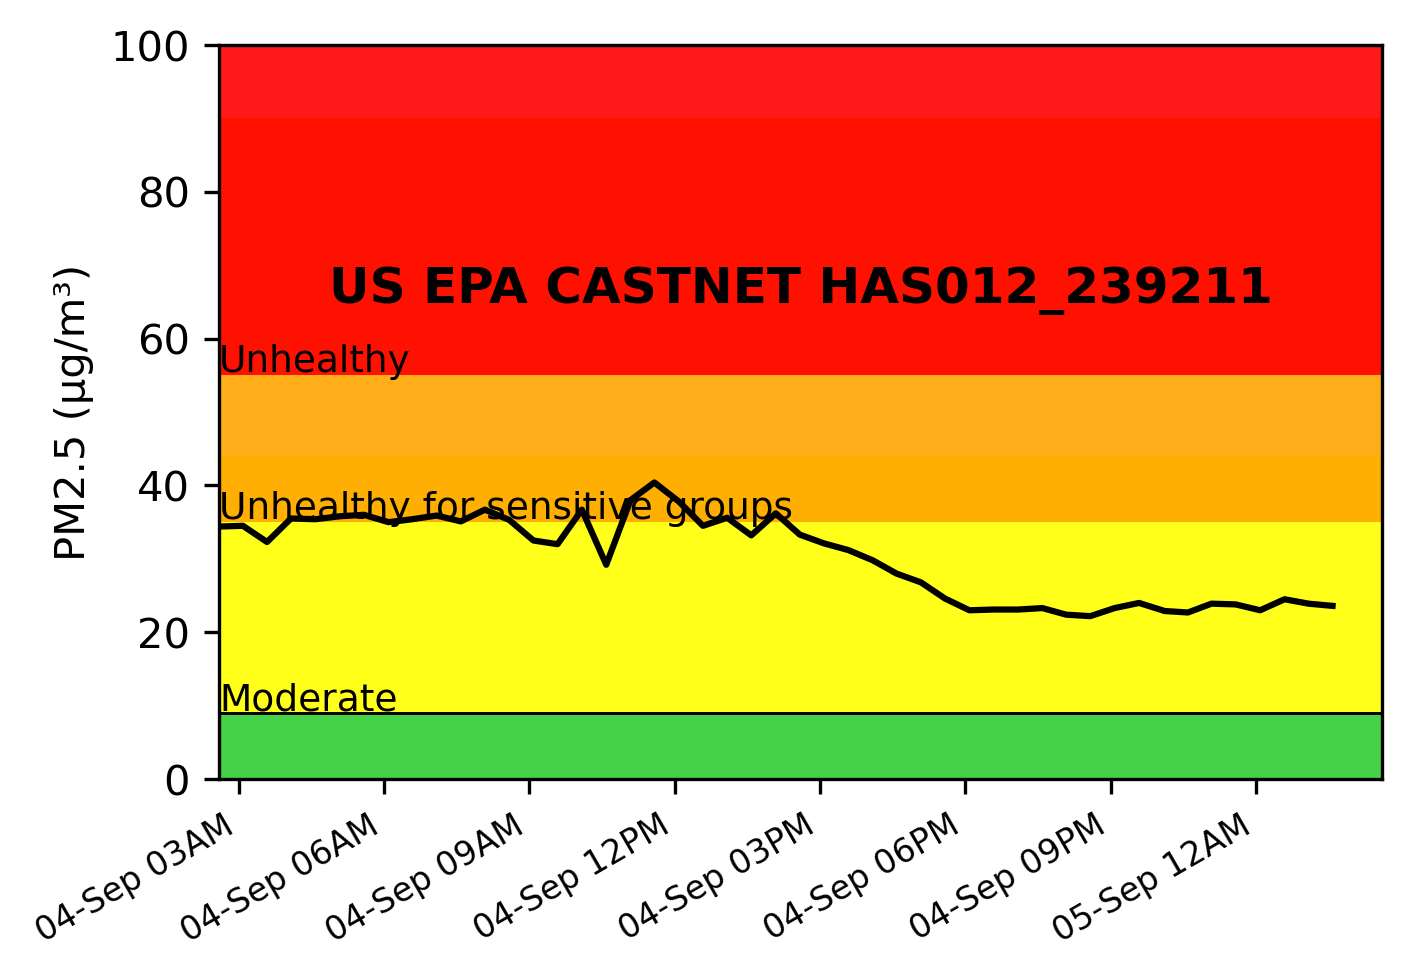 100
80
60
40
20
0
PM2.5 (µg/m³)
US EPA CASTNET HAS012_239211
Unhealthy
Unhealthy for sensitive groups
Moderate
04-Sep 03AM
04-Sep 06AM
04-Sep 09AM
04-Sep 12PM
04-Sep 03PM
04-Sep 06PM
04-Sep 09PM
05-Sep 12AM